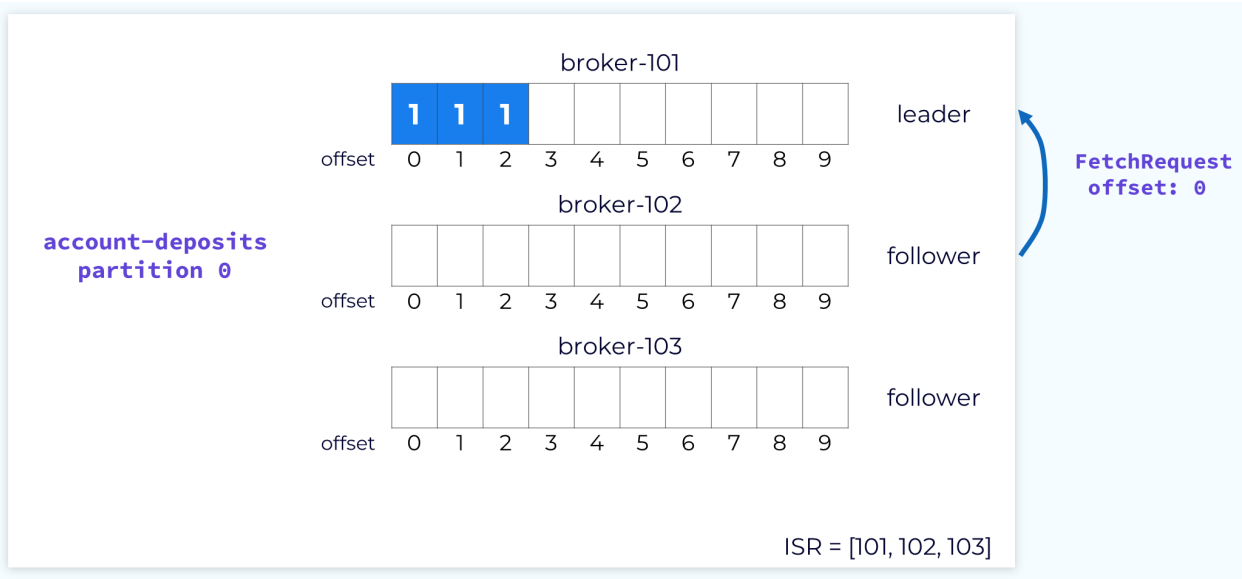 broker-101
1 1 1
leader
offset 0 1 2 3 4 5 6 7 8 9
FetchRequest
offset: 0
broker-102
account-deposits
partition 0
follower
offset 0 1 2 3 4 5 6 7 8 9
broker-103
follower
offset 0 1 2 3 4 5 6 7 8 9
ISR = [101, 102, 103]